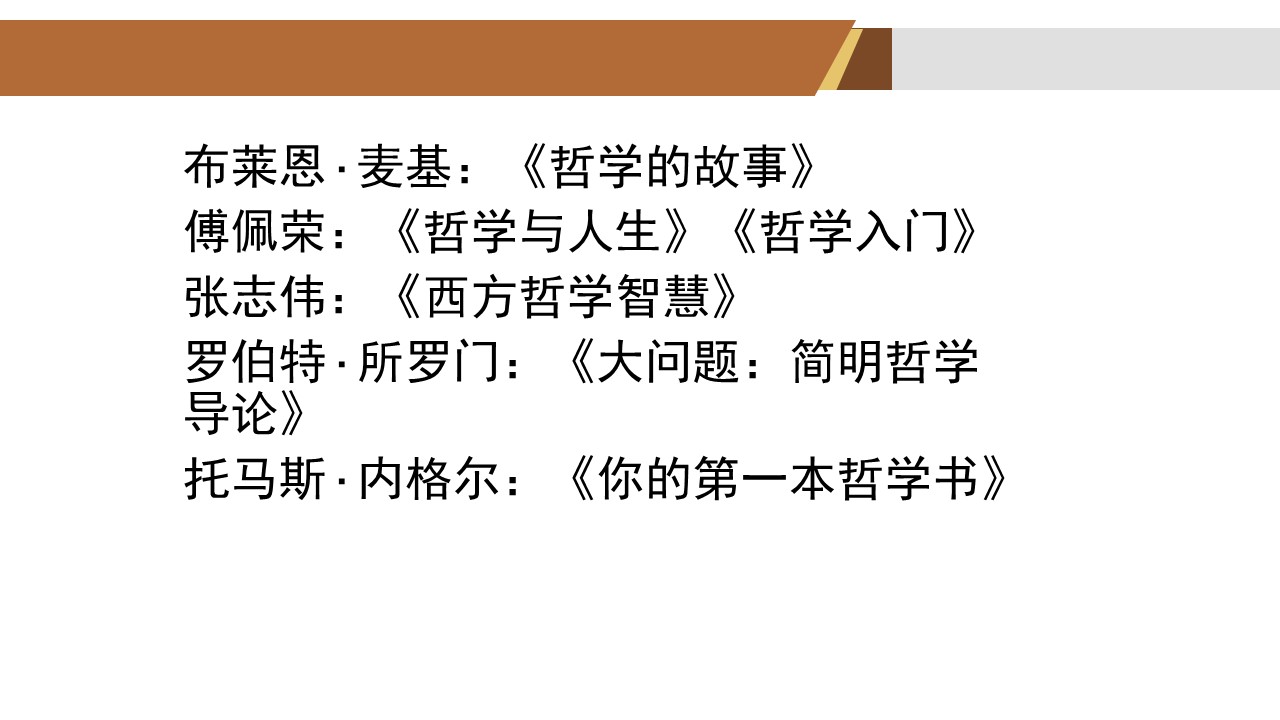 布莱恩·麦基：《哲学的故事》
傅佩荣：《哲学与人生》《哲学入门》
张志伟：《西方哲学智慧》
罗伯特·所罗门：《大问题：简明哲学
导论》
托马斯·内格尔：《你的第一本哲学书》